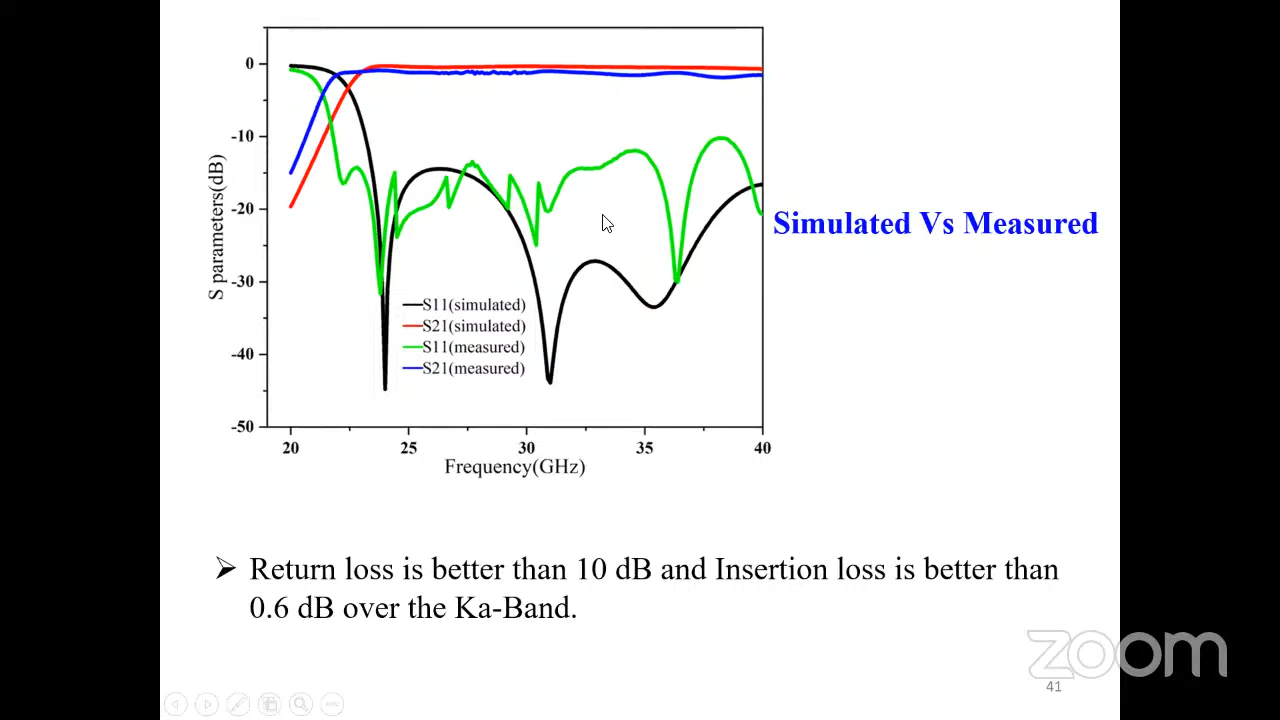 0
-10
-20
-30
-40
-50
S parameters(dB)
S11(simulated)
S21(simulated)
S11(measured)
S21(measured)
20 25 30 35 40
Frequency(GHz)
Simulated Vs Measured
➢ Return loss is better than 10 dB and Insertion loss is better than
0.6 dB over the Ka-Band.
zoom
41